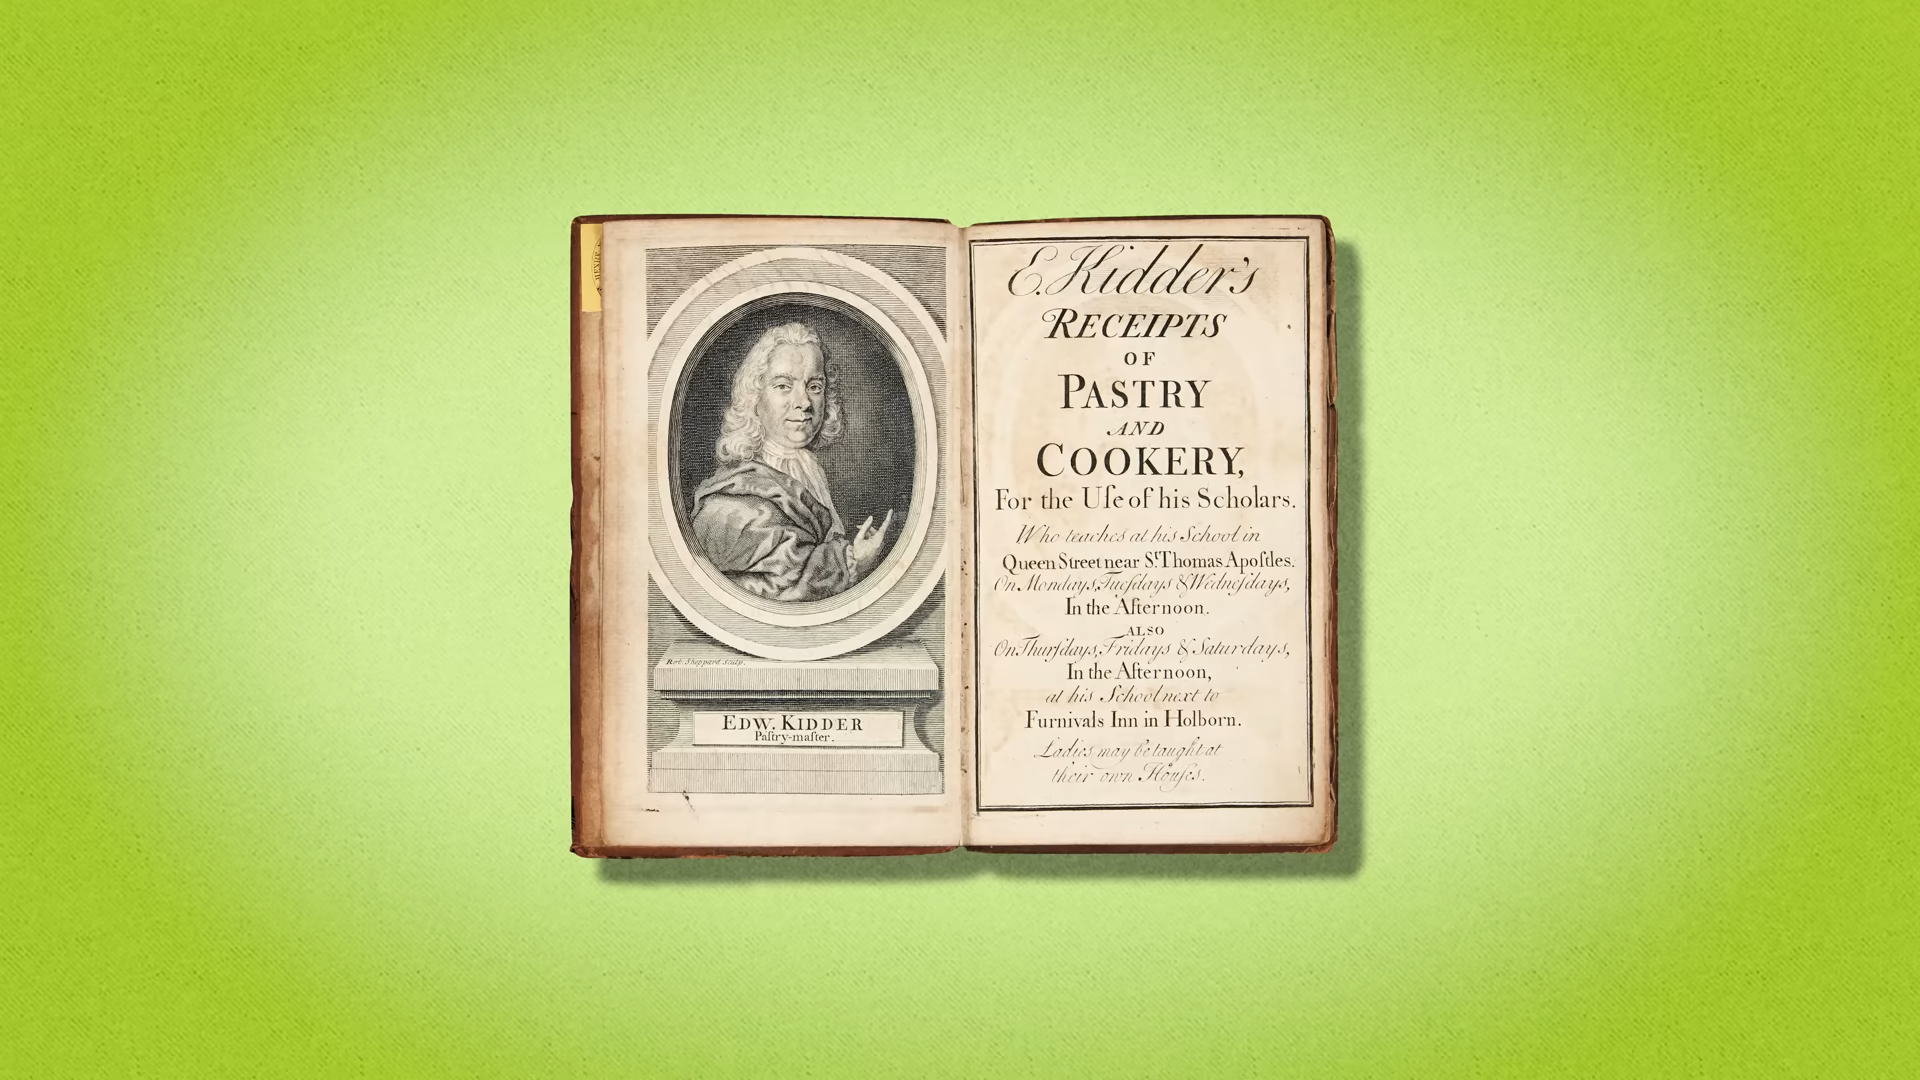 Rob. Sheppard sculp.
EDW. KIDDER
Paſtry-maſter.
E. Kidder's
RECEIPTS
OF
PASTRY
AND
COOKERY,
For the Uſe of his Scholars.
Who teaches at his School in
Queen Street near St. Thomas Apoſtles.
On Mondays, Tueſdays & Wedneſdays,
In the Afternoon.
ALSO
On Thurſdays, Fridays & Saturdays,
In the Afternoon,
at his School next to
Furnivals Inn in Holborn.
Ladies may be taught at
their own Houſes.